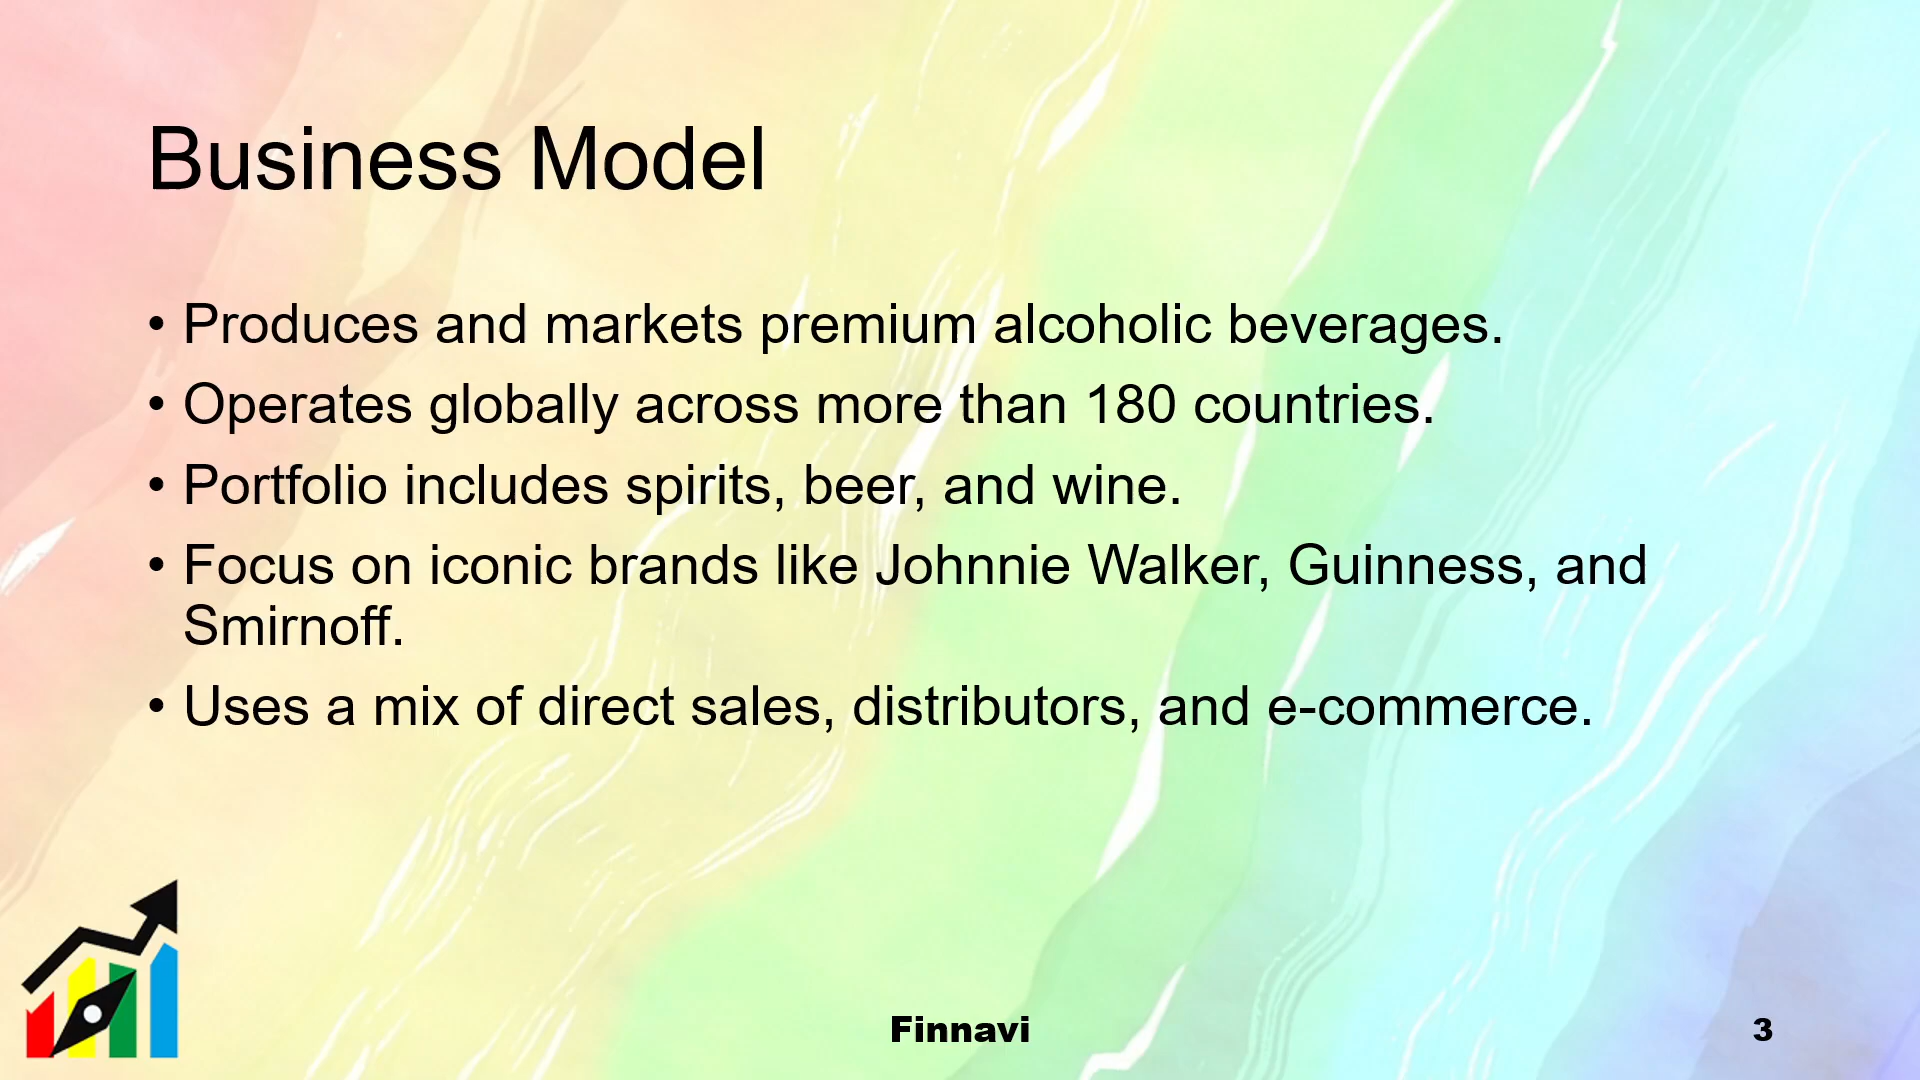 Business Model
• Produces and markets premium alcoholic beverages.
• Operates globally across more than 180 countries.
• Portfolio includes spirits, beer, and wine.
• Focus on iconic brands like Johnnie Walker, Guinness, and
Smirnoff.
• Uses a mix of direct sales, distributors, and e-commerce.
Finnavi
3